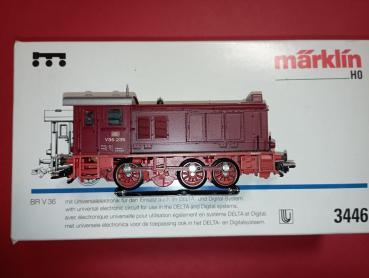 märklin
HO
V36 235
BR V 36
mit Universalelektronik für den Einsatz auch im DELTA- und Digital-System.
with universal electronic circuit for use in the DELTA and Digital systems.
avec électronique universelle pour utilisation également en système DELTA et Digital.
met universele electronica voor de toepassing ook in het DELTA- en Digitalsysteem.
U
3446